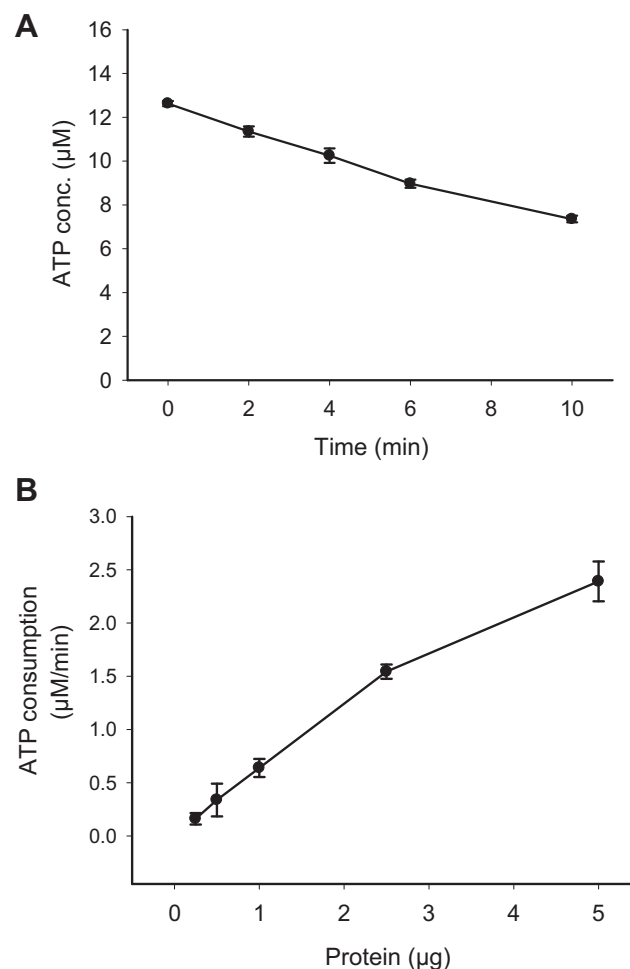 A
16
14
12
10
8
6
4
2
0
ATP conc. (µM)
0 2 4 6 8 10
Time (min)
B
3.0
2.5
2.0
1.5
1.0
0.5
0.0
ATP consumption
(µM/min)
0 1 2 3 4 5
Protein (µg)